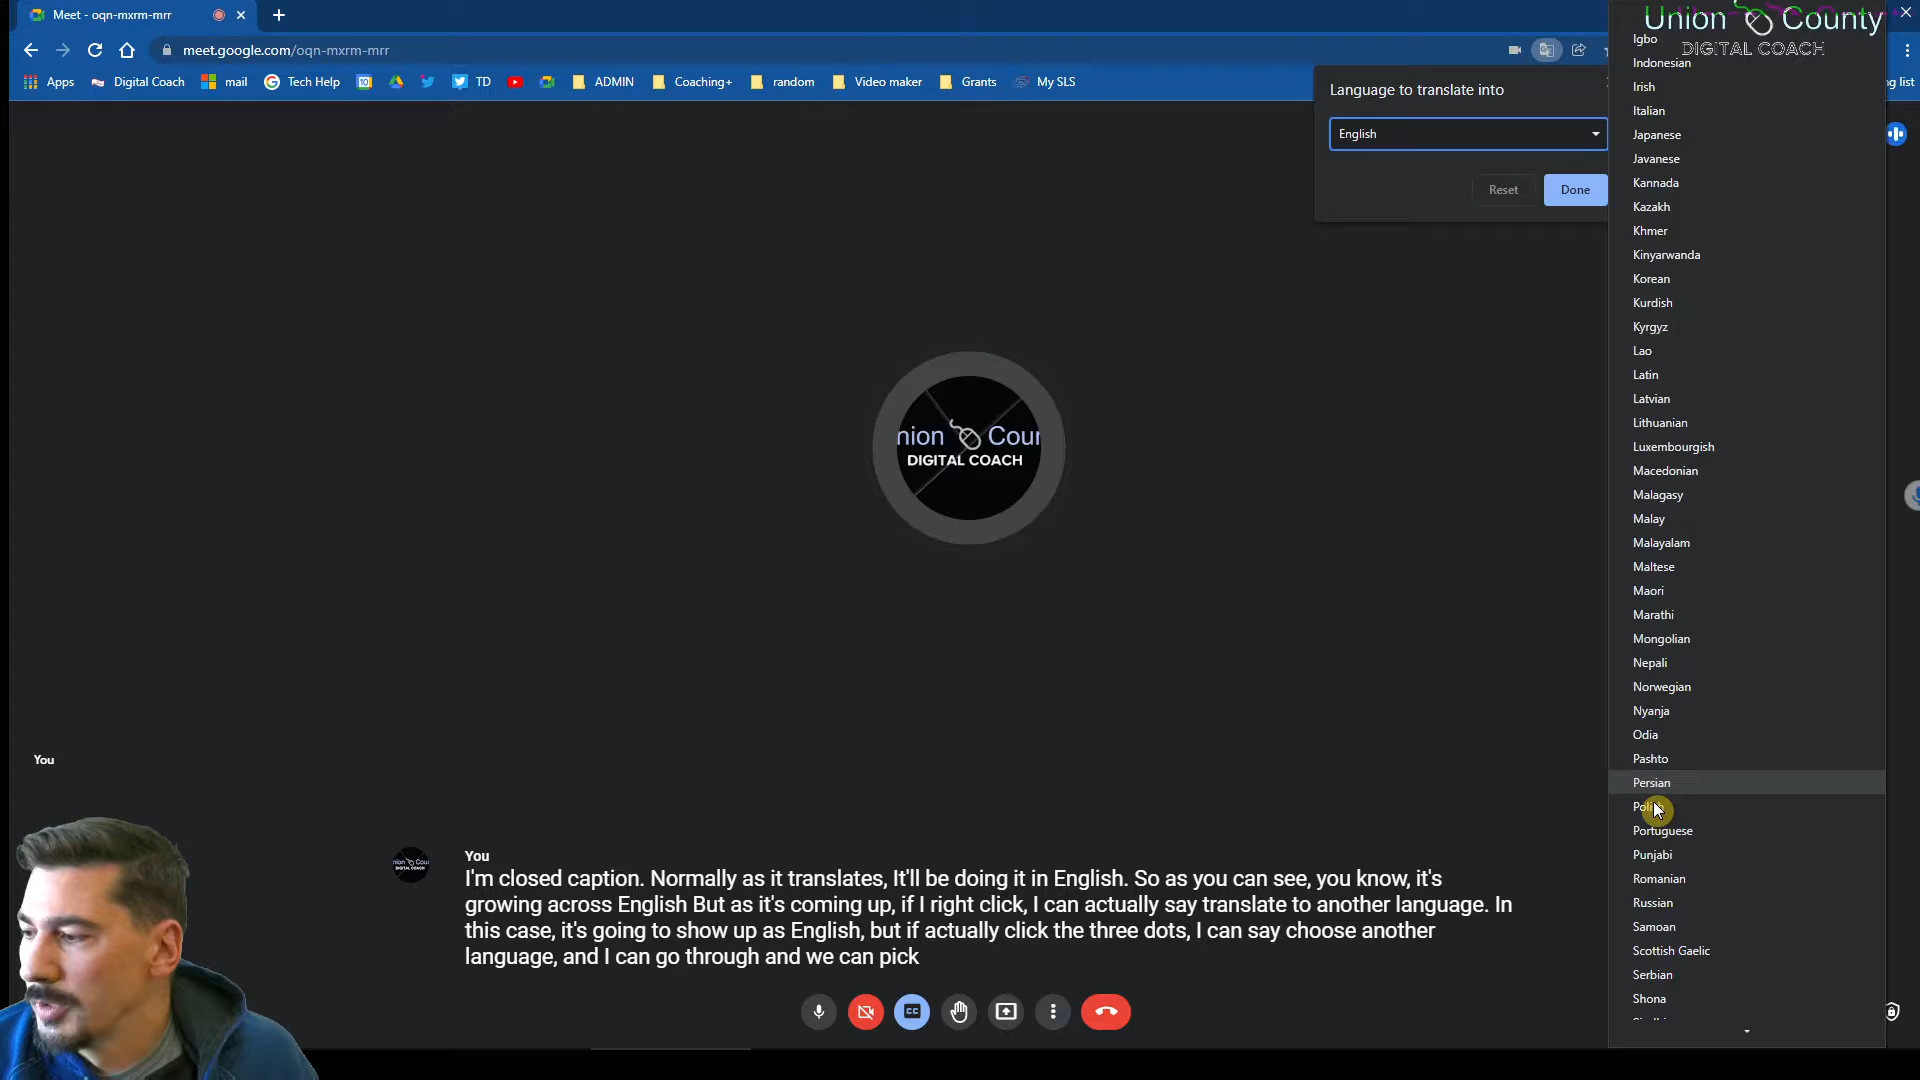 Meet - oqn-mxrm-mrr
meet.google.com/oqn-mxrm-mrr
Apps
Digital Coach
mail
Tech Help
10
TD
ADMIN
Coaching+
random
Video maker
Grants
My SLS
ng list
Union County
DIGITAL COACH
Language to translate into
English
Reset
Done
Igbo
Indonesian
Irish
Italian
Japanese
Javanese
Kannada
Kazakh
Khmer
Kinyarwanda
Korean
Kurdish
Kyrgyz
Lao
Latin
Latvian
Lithuanian
Luxembourgish
Macedonian
Malagasy
Malay
Malayalam
Maltese
Maori
Marathi
Mongolian
Nepali
Norwegian
Nyanja
Odia
Pashto
Persian
Polish
Portuguese
Punjabi
Romanian
Russian
Samoan
Scottish Gaelic
Serbian
Shona
nion Cour
DIGITAL COACH
You
You
I'm closed caption. Normally as it translates, It'll be doing it in English. So as you can see, you know, it's
growing across English But as it's coming up, if I right click, I can actually say translate to another language. In
this case, it's going to show up as English, but if actually click the three dots, I can say choose another
language, and I can go through and we can pick
CC